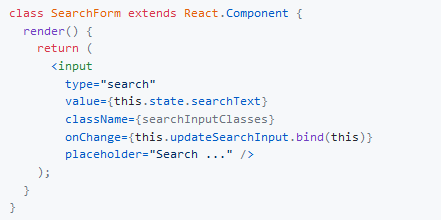 class SearchForm extends React.Component {
  render() {
    return (
      <input
        type="search"
        value={this.state.searchText}
        className={searchInputClasses}
        onChange={this.updateSearchInput.bind(this)}
        placeholder="Search ..." />
    );
  }
}